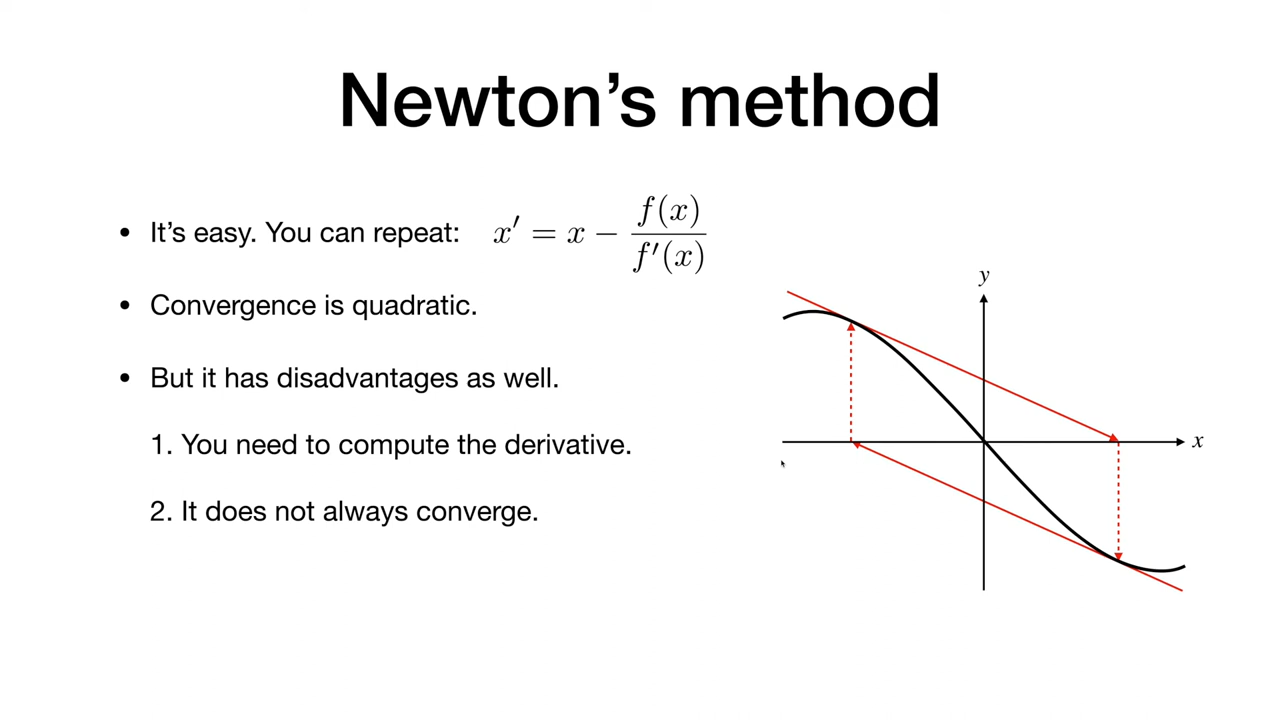 Newton’s method
• It’s easy. You can repeat: x′ = x − f(x) / f′(x)
• Convergence is quadratic.
• But it has disadvantages as well.
1. You need to compute the derivative.
2. It does not always converge.
y
x